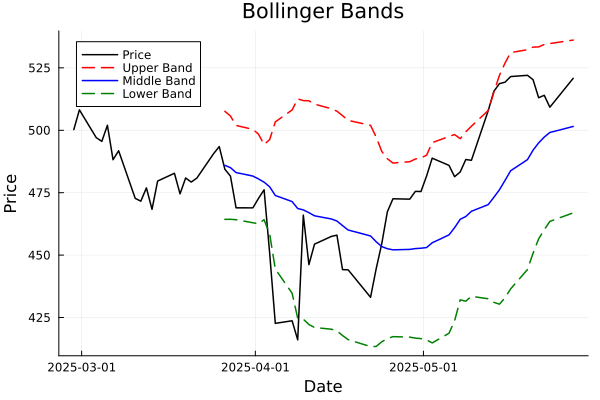 Bollinger Bands
Price
Upper Band
Middle Band
Lower Band
525
500
475
450
425
Price
2025-03-01
2025-04-01
2025-05-01
Date